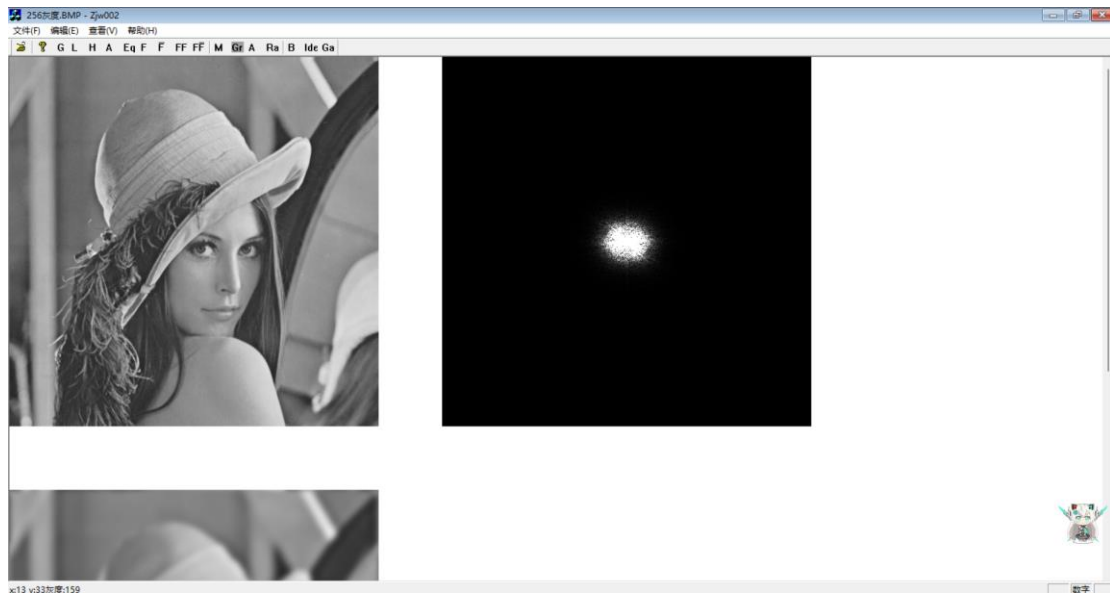 256灰度.BMP - Zjw002
文件(F) 编辑(E) 查看(V) 帮助(H)
G L H A Eq F F̅ FF FF̅ M Gr A Ra B Ide Ga
x:13 y:33灰度:159
数字